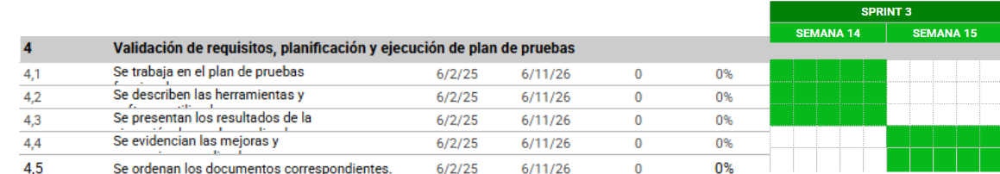 SPRINT 3
SEMANA 14 SEMANA 15
4 Validación de requisitos, planificación y ejecución de plan de pruebas
4,1 Se trabaja en el plan de pruebas 6/2/25 6/11/26 0 0%
4,2 Se describen las herramientas y 6/2/25 6/11/26 0 0%
4,3 Se presentan los resultados de la 6/2/25 6/11/26 0 0%
4,4 Se evidencian las mejoras y 6/2/25 6/11/26 0 0%
4.5 Se ordenan los documentos correspondientes. 6/2/25 6/11/26 0 0%